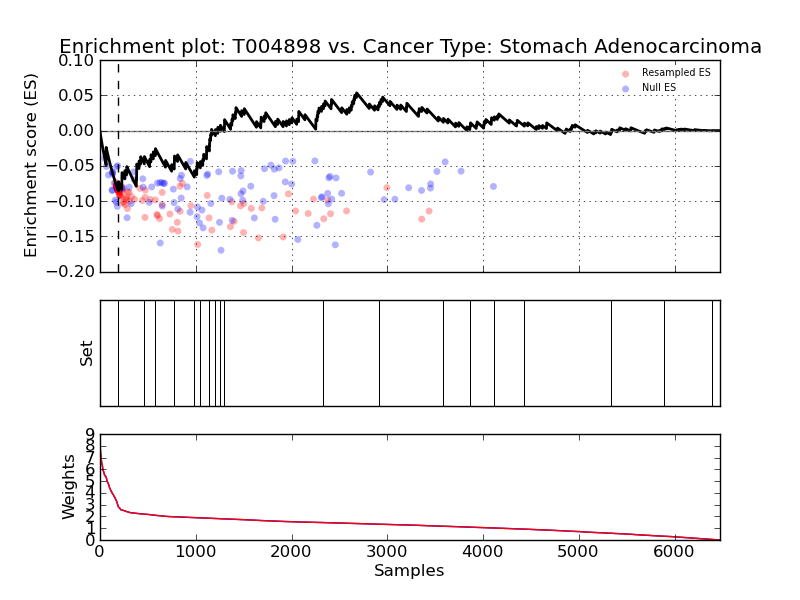 Enrichment plot: T004898 vs. Cancer Type: Stomach Adenocarcinoma
Enrichment score (ES)
0.10
0.05
0.00
−0.05
−0.10
−0.15
−0.20
Resampled ES
Null ES
Set
Weights
9
8
7
6
5
4
3
2
1
0
0 1000 2000 3000 4000 5000 6000
Samples